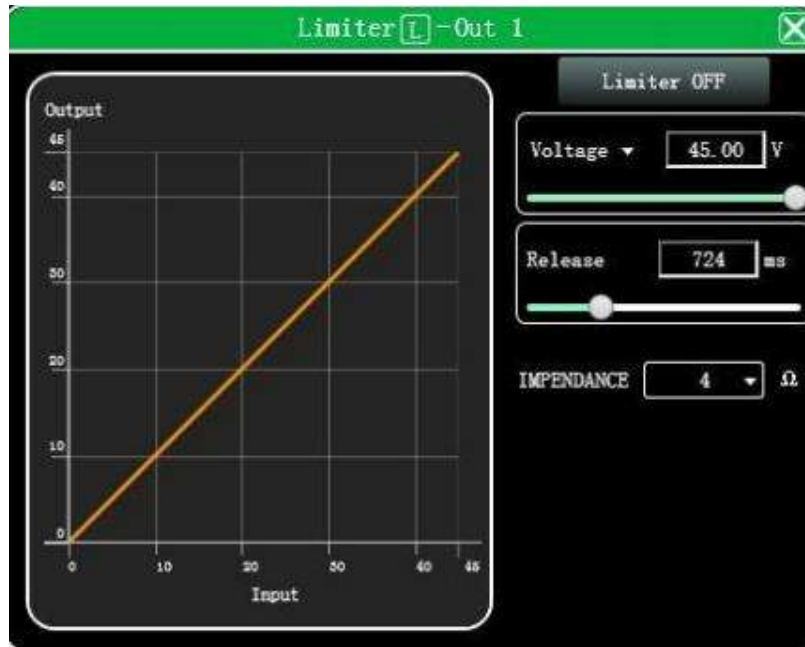 Limiter L -Out 1
Limiter OFF
Output
45
40
30
20
10
0
0 10 20 30 40 45
Input
Voltage 45.00 V
Release 724 ms
IMPENDANCE 4 Ω